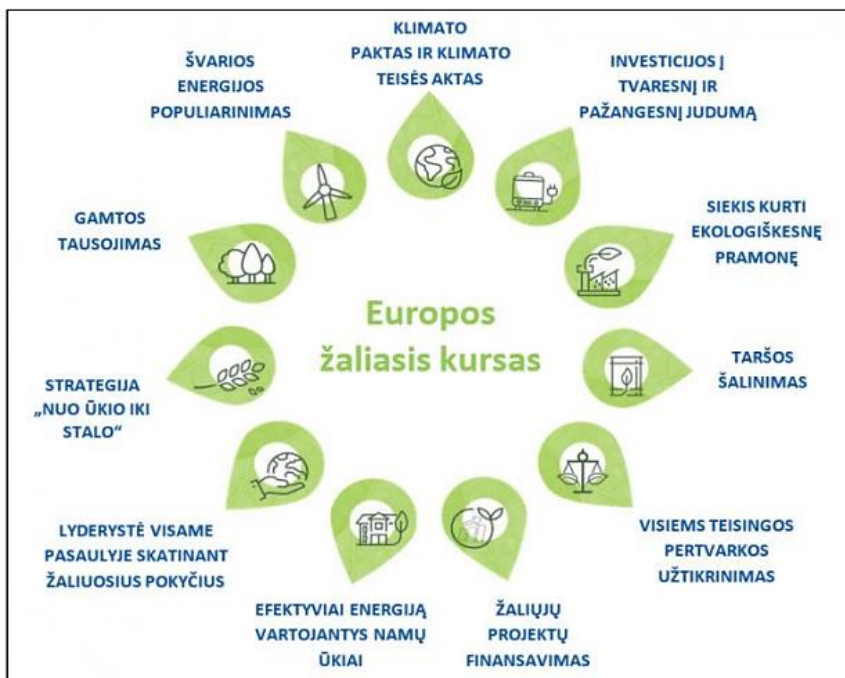 KLIMATO
PAKTAS IR KLIMATO
TEISĖS AKTAS
INVESTICIJOS Į
TVARESNĮ IR
PAŽANGESNĮ JUDUMĄ
SIEKIS KURTI
EKOLOGIŠKESNĘ
PRAMONĘ
TARŠOS
ŠALINIMAS
VISIEMS TEISINGOS
PERTVARKOS
UŽTIKRINIMAS
ŽALIŲJŲ
PROJEKTŲ
FINANSAVIMAS
EFEKTYVIAI ENERGIJĄ
VARTOJANTYS NAMŲ
ŪKIAI
LYDERYSTĖ VISAME
PASAULYJE SKATINANT
ŽALIUOSIUS POKYČIUS
STRATEGIJA
„NUO ŪKIO IKI
STALO“
GAMTOS
TAUSOJIMAS
ŠVARIOS
ENERGIJOS
POPULIARINIMAS
Europos
žaliasis kursas